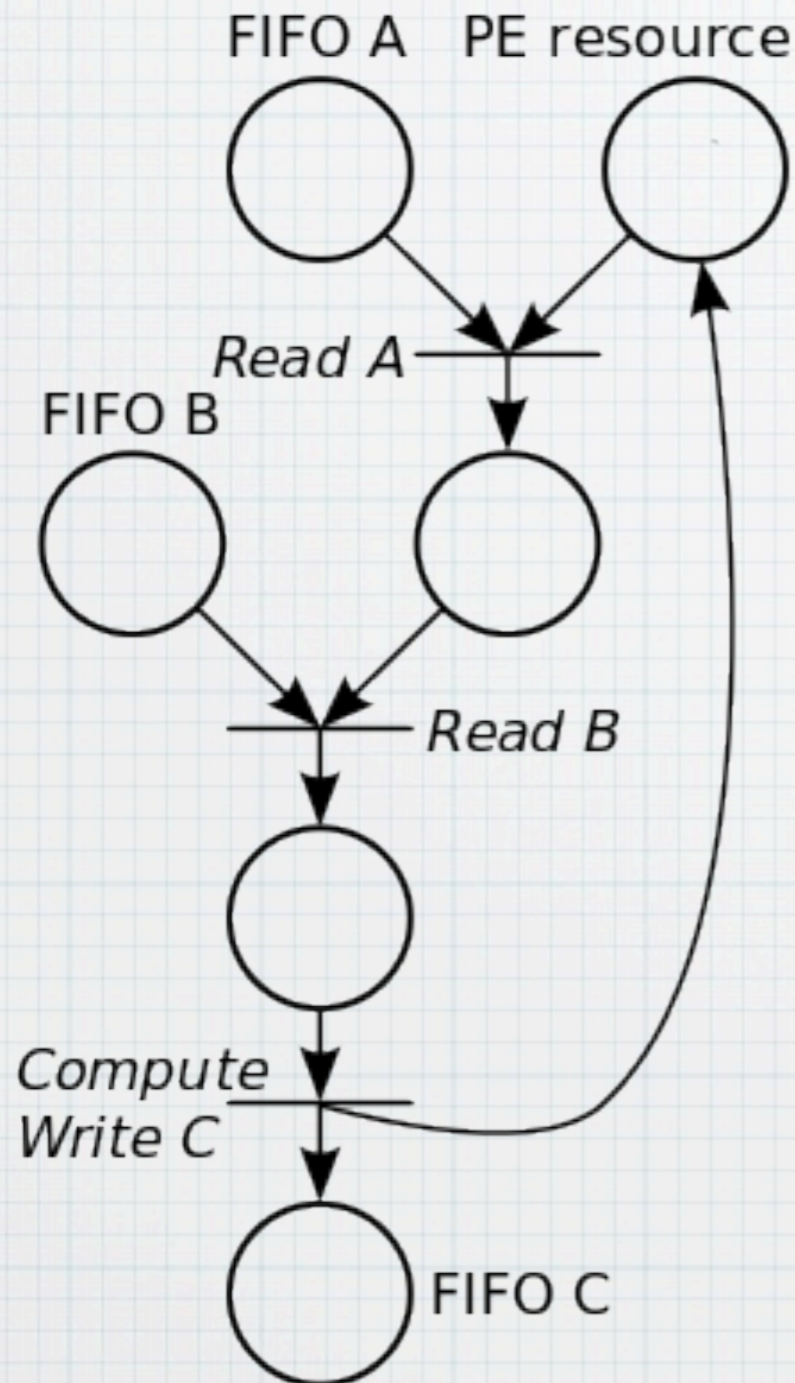 FIFO A
PE resource
Read A
FIFO B
Read B
Compute
Write C
FIFO C